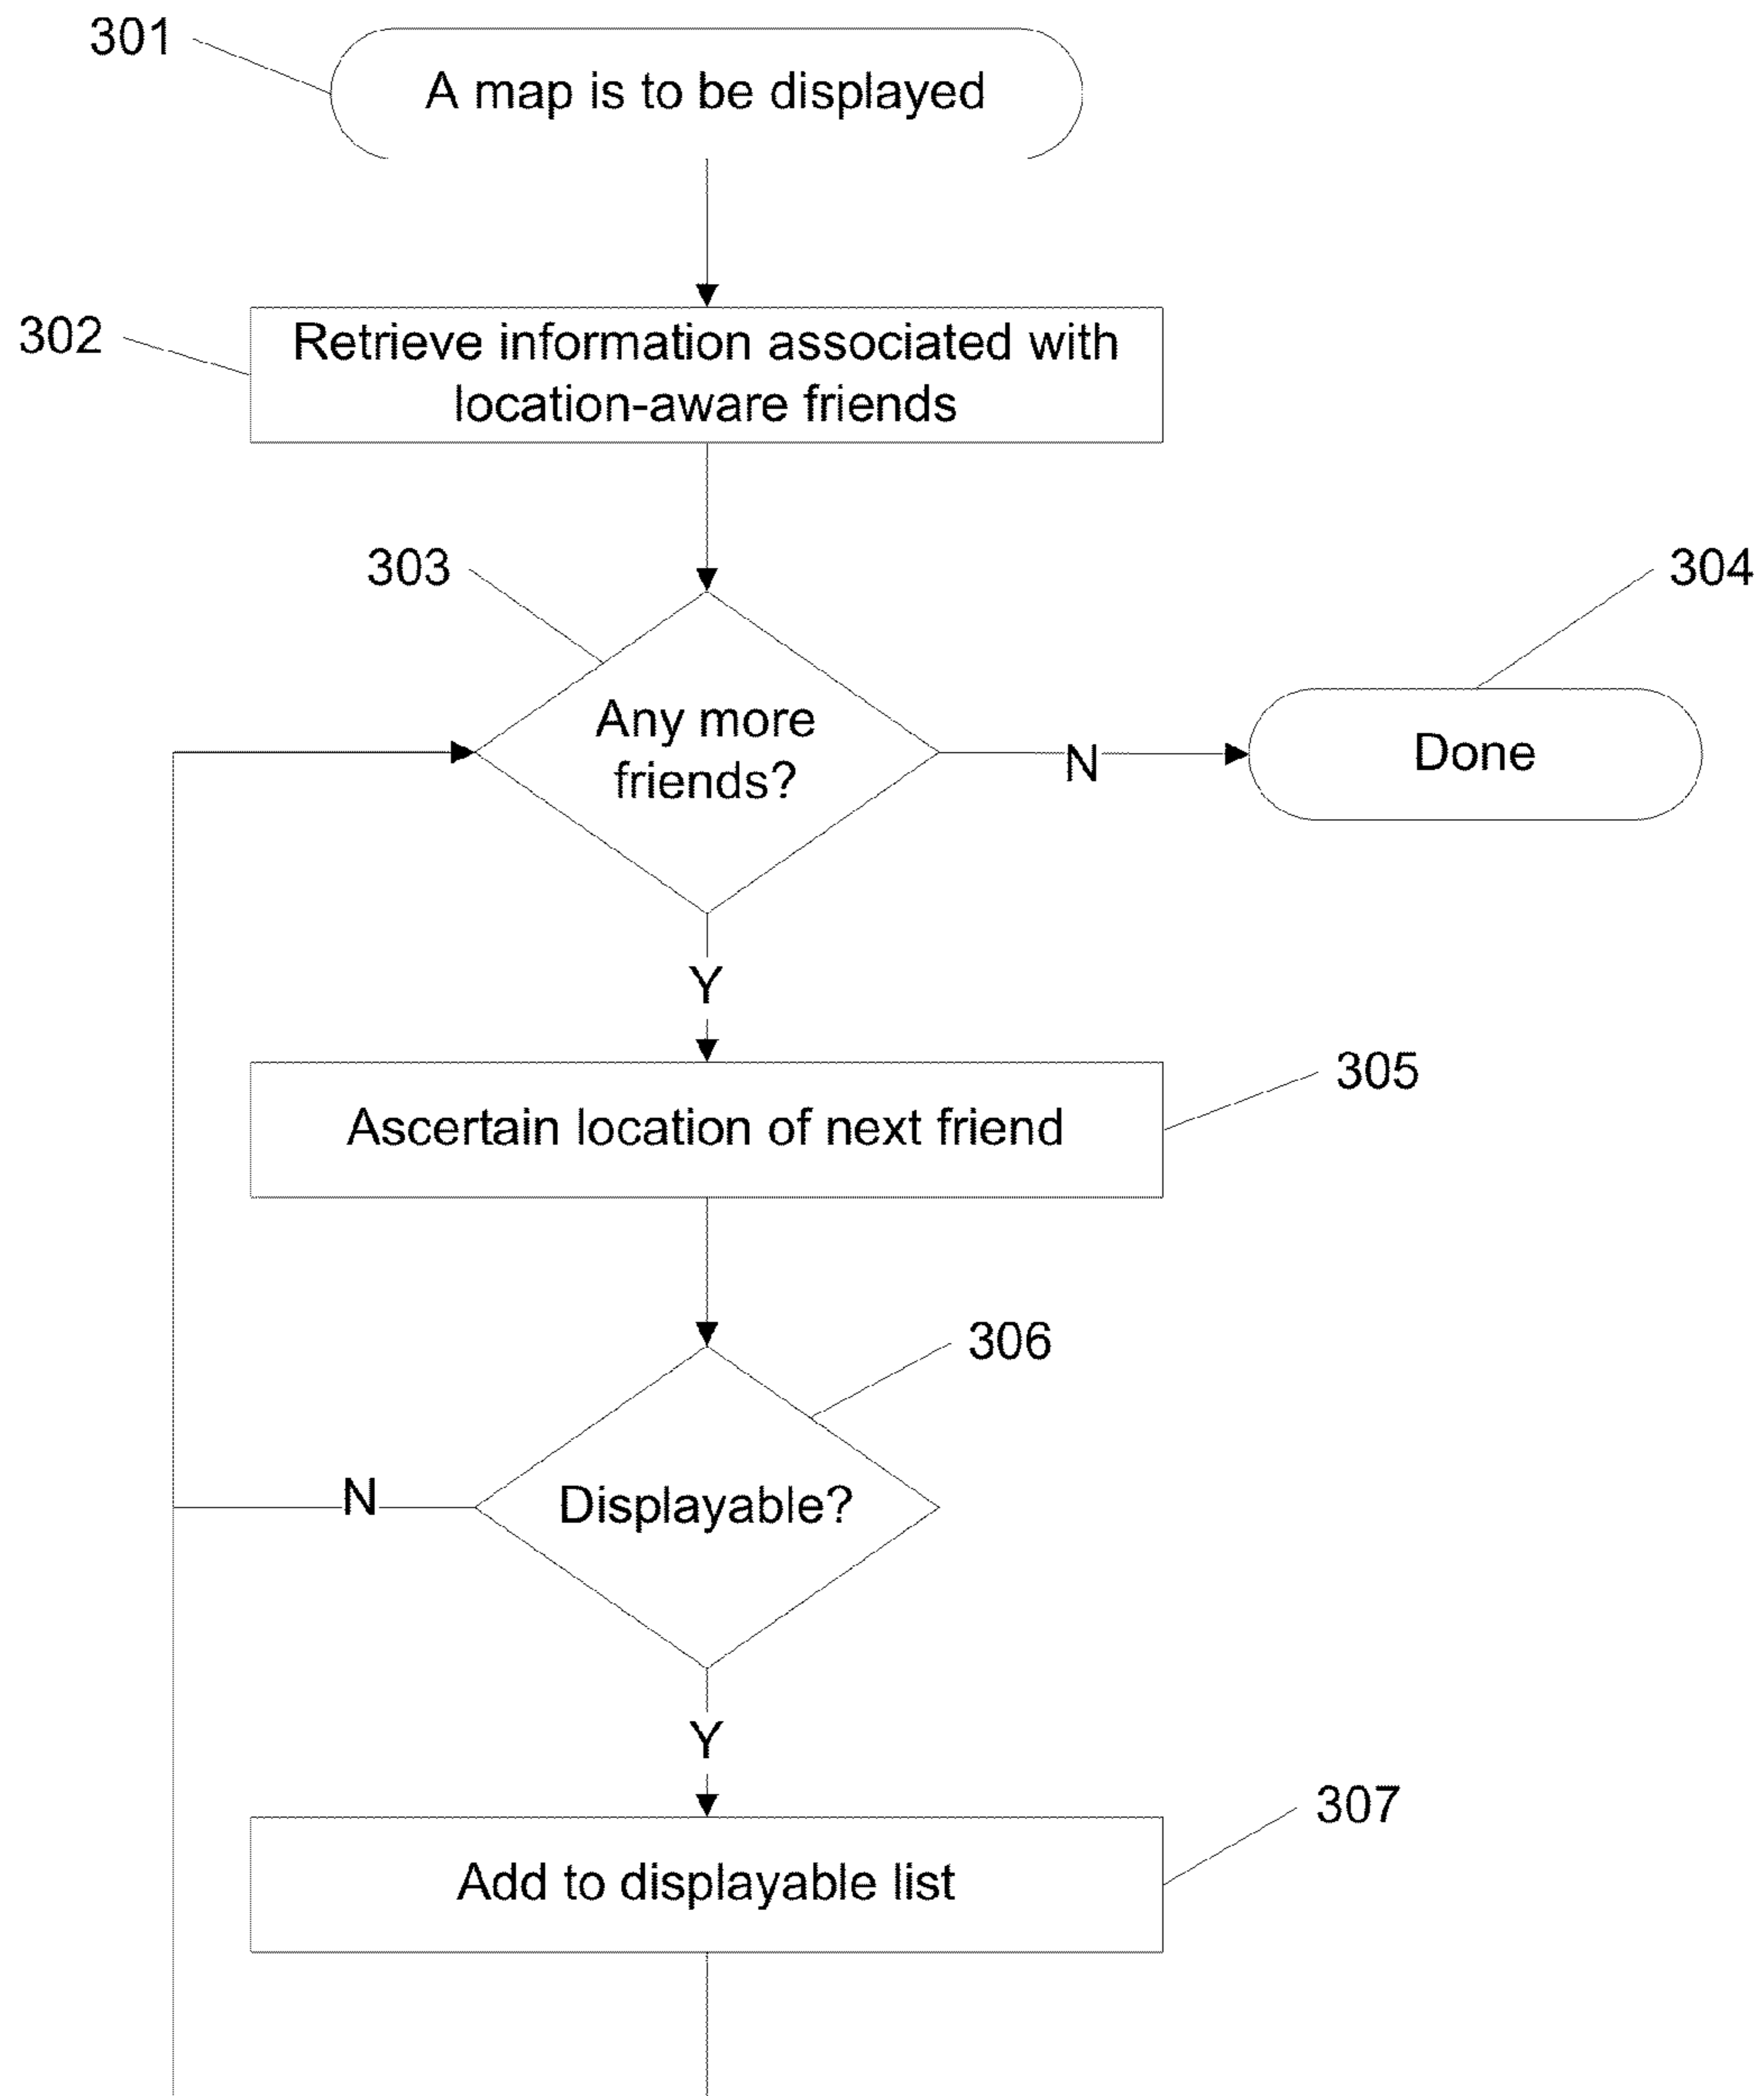 301
A map is to be displayed
302
Retrieve information associated with
location-aware friends
303
304
Any more
friends?
N
Done
Y
305
Ascertain location of next friend
306
N
Displayable?
Y
307
Add to displayable list